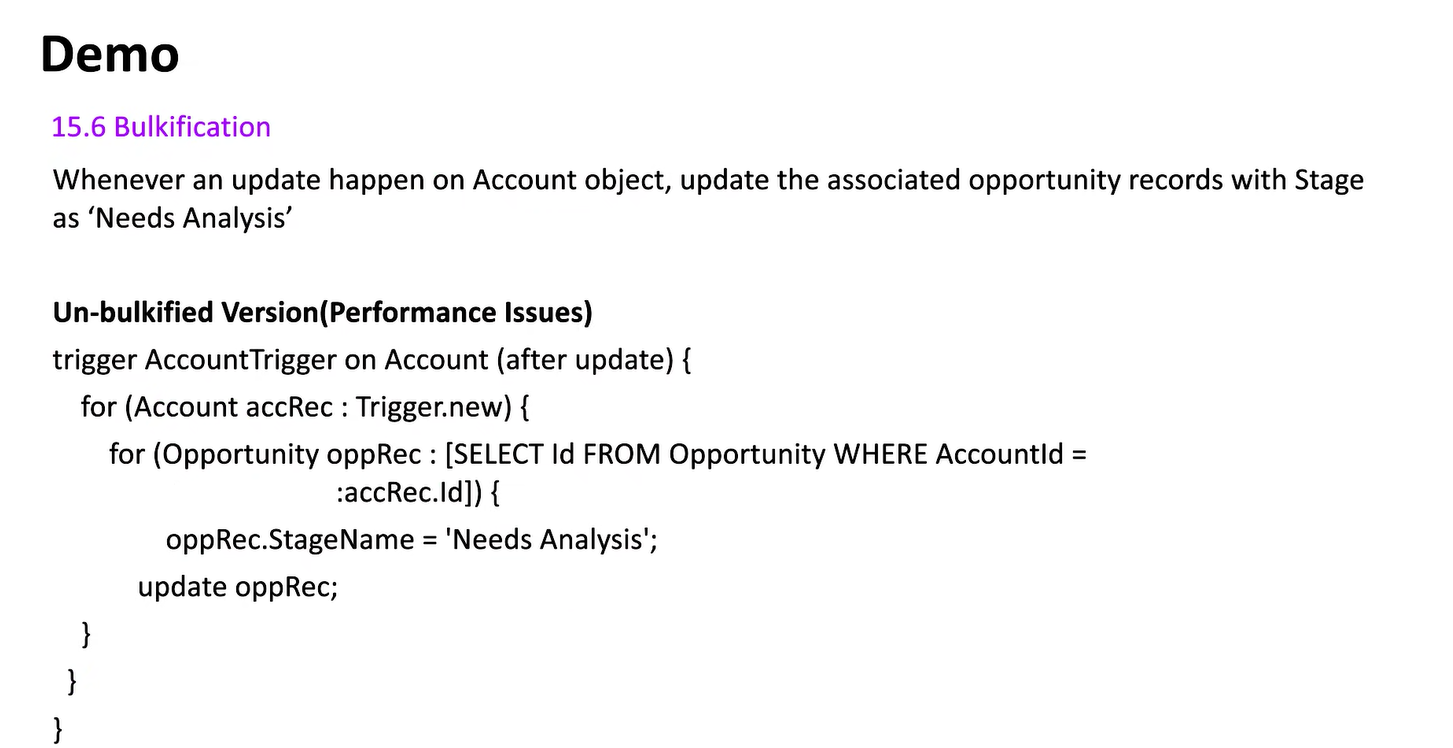 Demo
15.6 Bulkification
Whenever an update happen on Account object, update the associated opportunity records with Stage
as ‘Needs Analysis’
Un-bulkified Version(Performance Issues)
trigger AccountTrigger on Account (after update) {
for (Account accRec : Trigger.new) {
for (Opportunity oppRec : [SELECT Id FROM Opportunity WHERE AccountId =
:accRec.Id]) {
oppRec.StageName = 'Needs Analysis';
update oppRec;
}
}
}